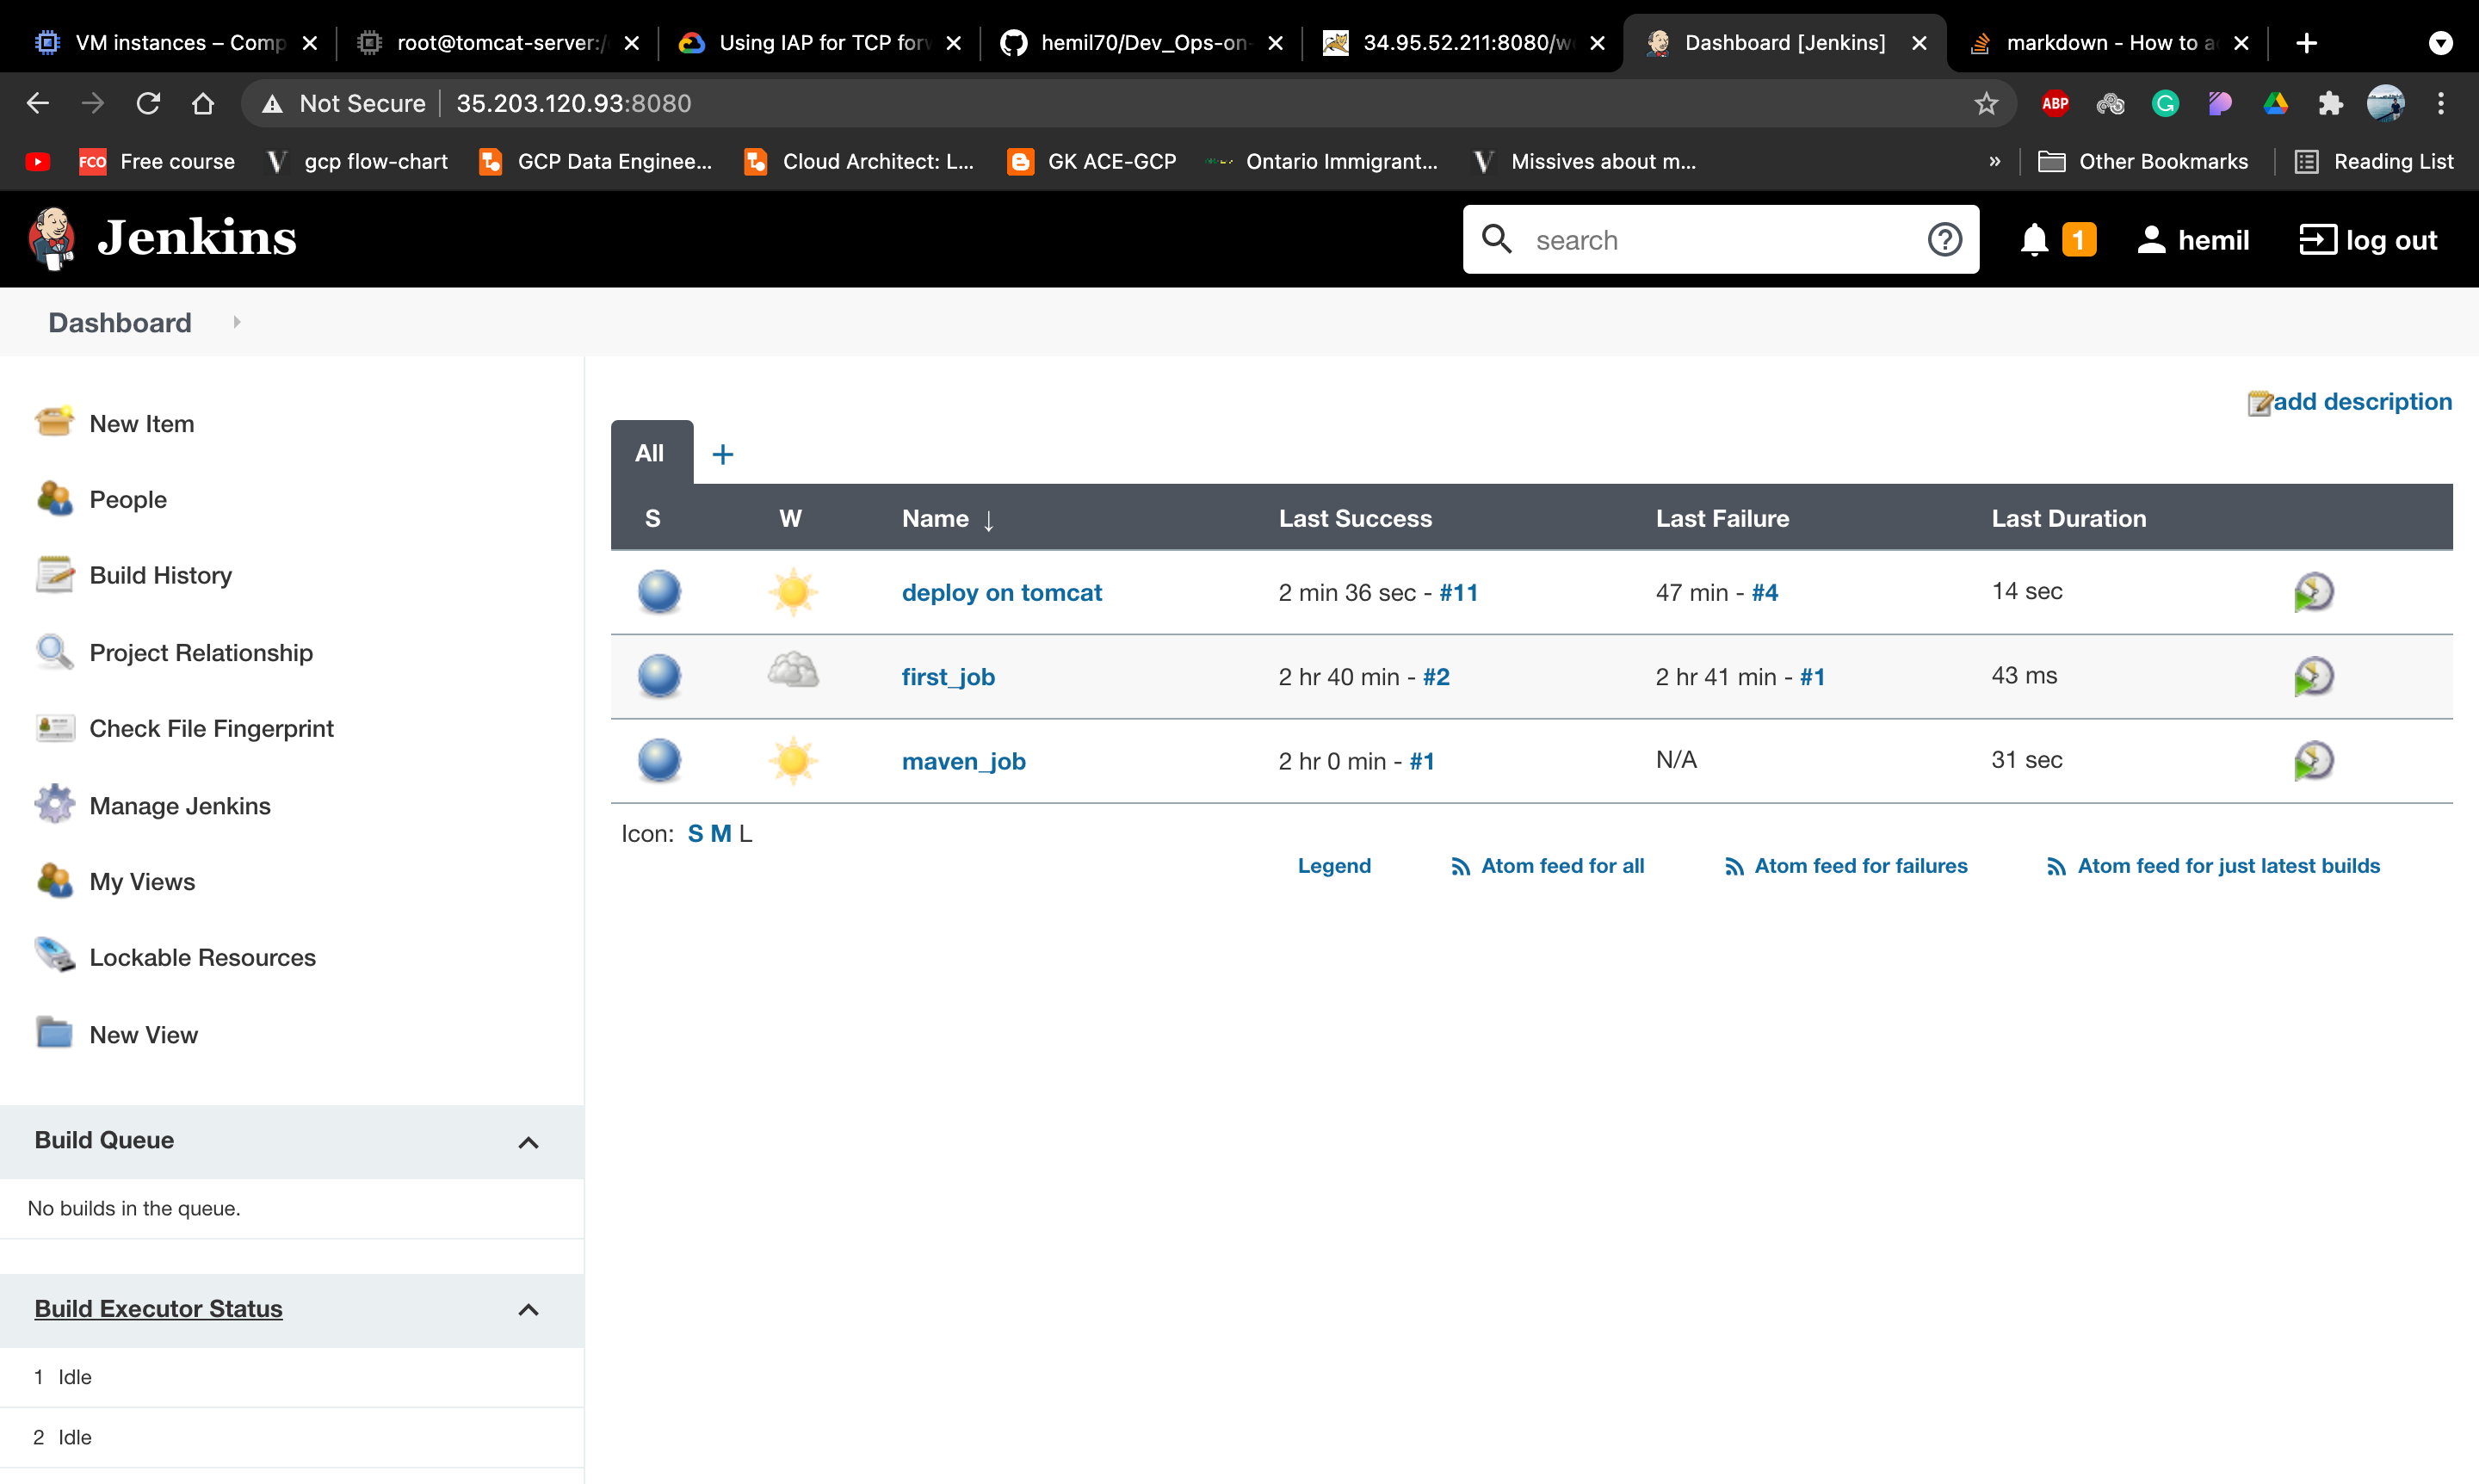 VM instances – Comp
root@tomcat-server:/
Using IAP for TCP forw
hemil70/Dev_Ops-on-
34.95.52.211:8080/w
Dashboard [Jenkins]
markdown - How to a
Not Secure 35.203.120.93:8080
ABP
FCO Free course
gcp flow-chart
GCP Data Enginee...
Cloud Architect: L...
GK ACE-GCP
Ontario Immigrant...
Missives about m...
»
Other Bookmarks
Reading List
Jenkins
search
1
hemil
log out
Dashboard
New Item
People
Build History
Project Relationship
Check File Fingerprint
Manage Jenkins
My Views
Lockable Resources
New View
Build Queue
No builds in the queue.
Build Executor Status
1 Idle
2 Idle
add description
All +
S W Name ↓ Last Success Last Failure Last Duration
deploy on tomcat 2 min 36 sec - #11 47 min - #4 14 sec
first_job 2 hr 40 min - #2 2 hr 41 min - #1 43 ms
maven_job 2 hr 0 min - #1 N/A 31 sec
Icon: S M L
Legend Atom feed for all Atom feed for failures Atom feed for just latest builds